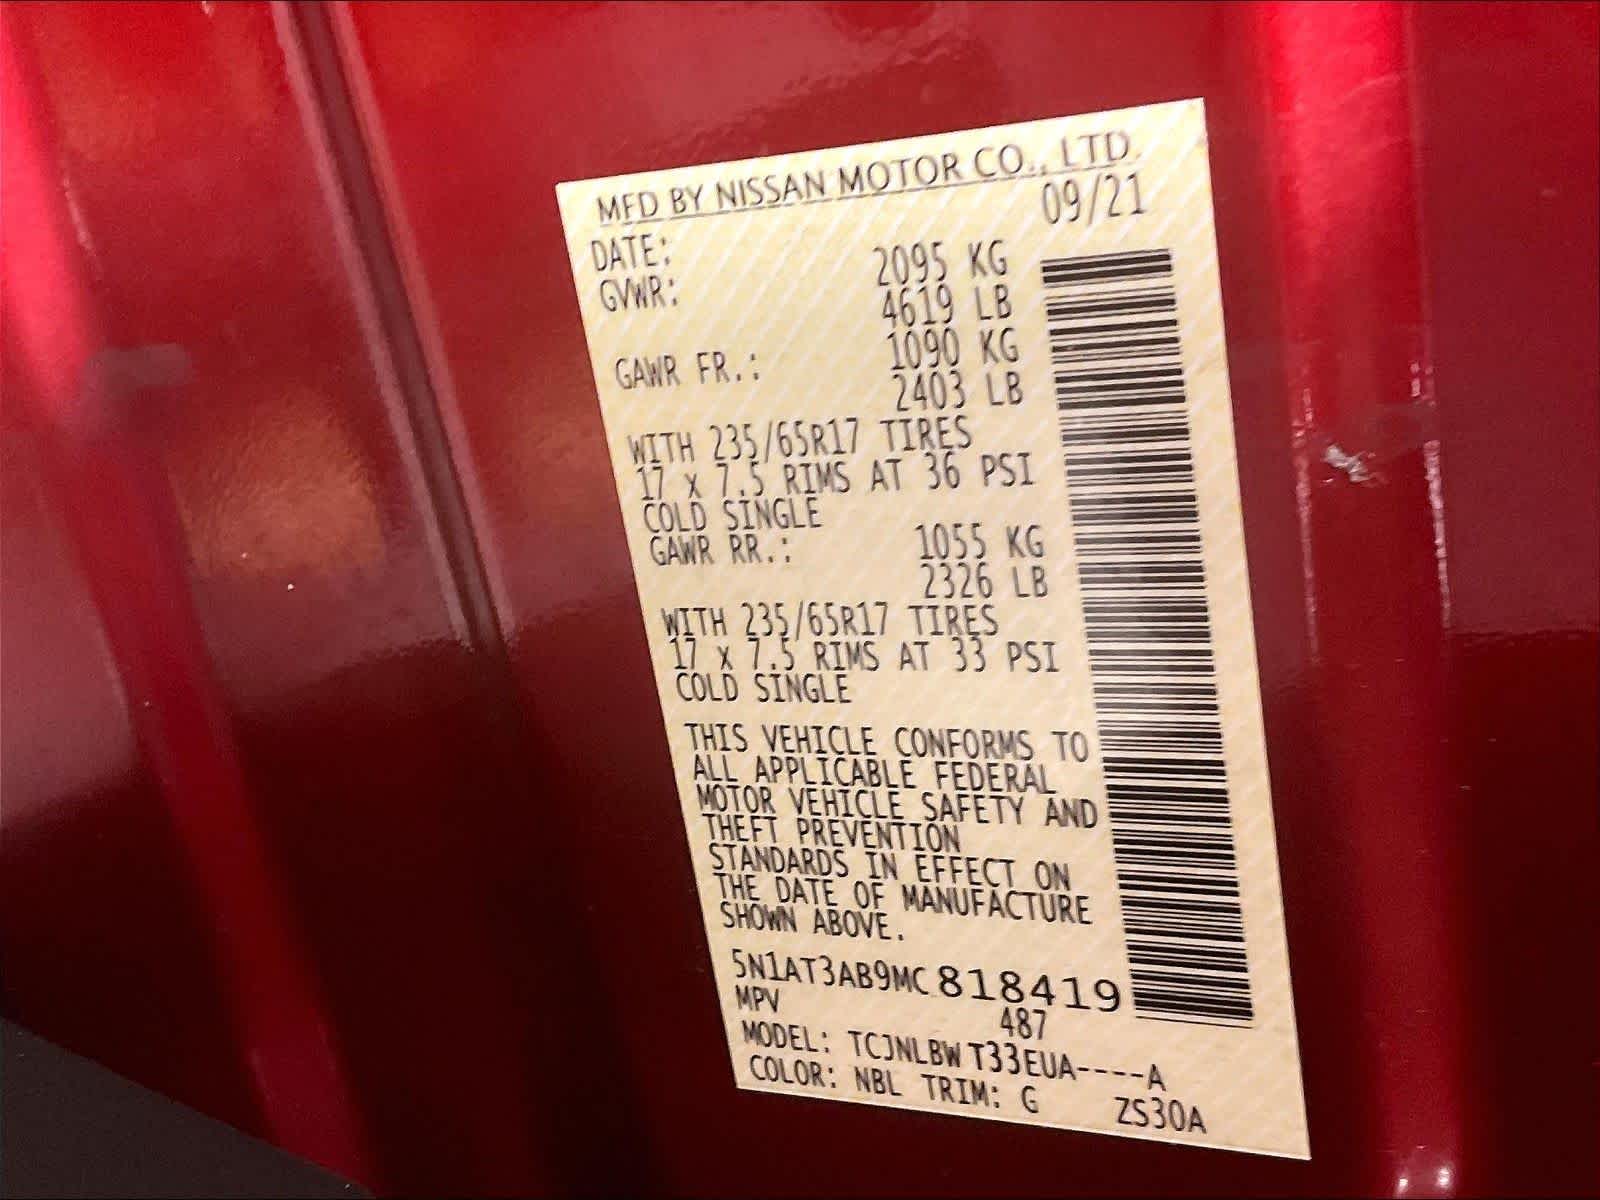 MFD BY NISSAN MOTOR CO., LTD.
DATE: 09/21
GVWR: 2095 KG
4619 LB
GAWR FR.: 1090 KG
2403 LB
WITH 235/65R17 TIRES
17 x 7.5 RIMS AT 36 PSI
COLD SINGLE
GAWR RR.: 1055 KG
2326 LB
WITH 235/65R17 TIRES
17 x 7.5 RIMS AT 33 PSI
COLD SINGLE
THIS VEHICLE CONFORMS TO
ALL APPLICABLE FEDERAL
MOTOR VEHICLE SAFETY AND
THEFT PREVENTION
STANDARDS IN EFFECT ON
THE DATE OF MANUFACTURE
SHOWN ABOVE.
5N1AT3AB9MC818419
MPV 487
MODEL: TCJNLBW T33EUA----A
COLOR: NBL TRIM: G ZS30A